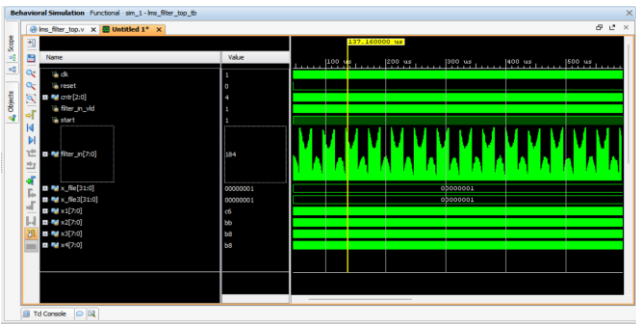 Behavioral Simulation Functional - sim_1 - lms_filter_top_tb
lms_filter_top.v x Untitled 1* x
137.160000 us
Name Value
100 us 200 us 300 us 400 us 500 us
clk 1
reset 0
cntr[2:0] 4
filter_in_vld 1
start 1
filter_in[7:0] 184
x_file[31:0] 00000001 00000001
x_file3[31:0] 00000001 00000001
x1[7:0] c6
x2[7:0] bb
x3[7:0] b8
x4[7:0] b8
Scope
Objects
Tcl Console